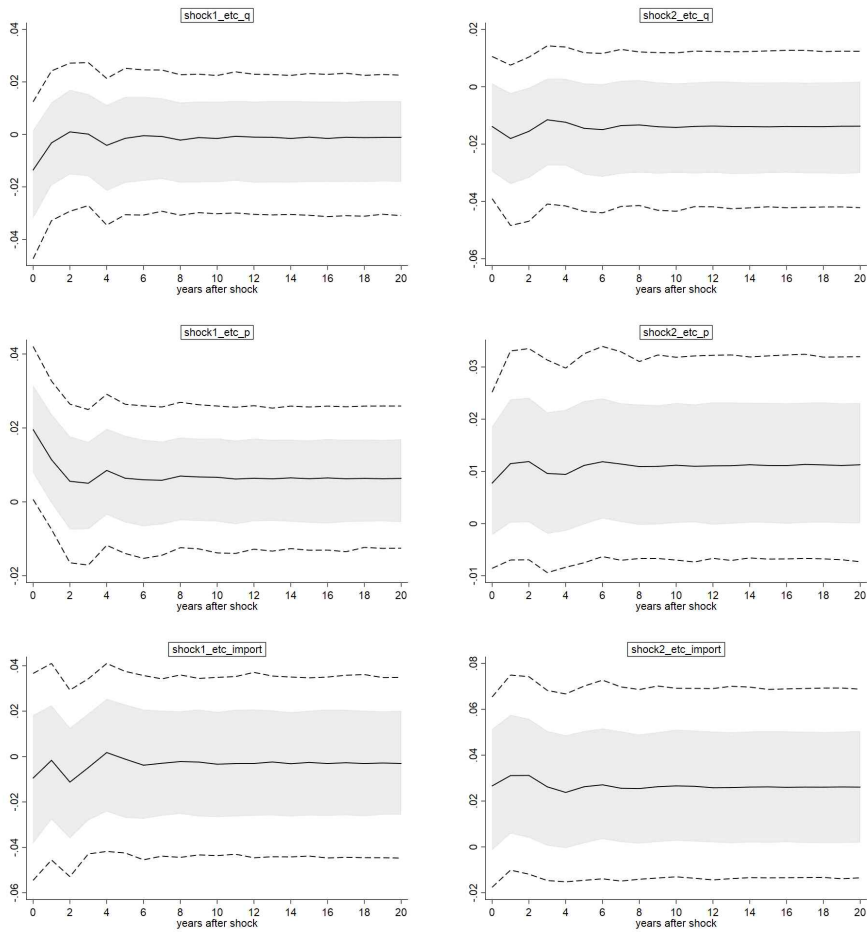 shock1_etc_q
.04
.02
0
-.02
-.04
0 2 4 6 8 10 12 14 16 18 20
years after shock
shock2_etc_q
.02
0
-.02
-.04
-.06
0 2 4 6 8 10 12 14 16 18 20
years after shock
shock1_etc_p
.04
.02
0
-.02
0 2 4 6 8 10 12 14 16 18 20
years after shock
shock2_etc_p
.03
.02
.01
0
-.01
0 2 4 6 8 10 12 14 16 18 20
years after shock
shock1_etc_import
.04
.02
0
-.02
-.04
-.06
0 2 4 6 8 10 12 14 16 18 20
years after shock
shock2_etc_import
.08
.06
.04
.02
0
-.02
0 2 4 6 8 10 12 14 16 18 20
years after shock